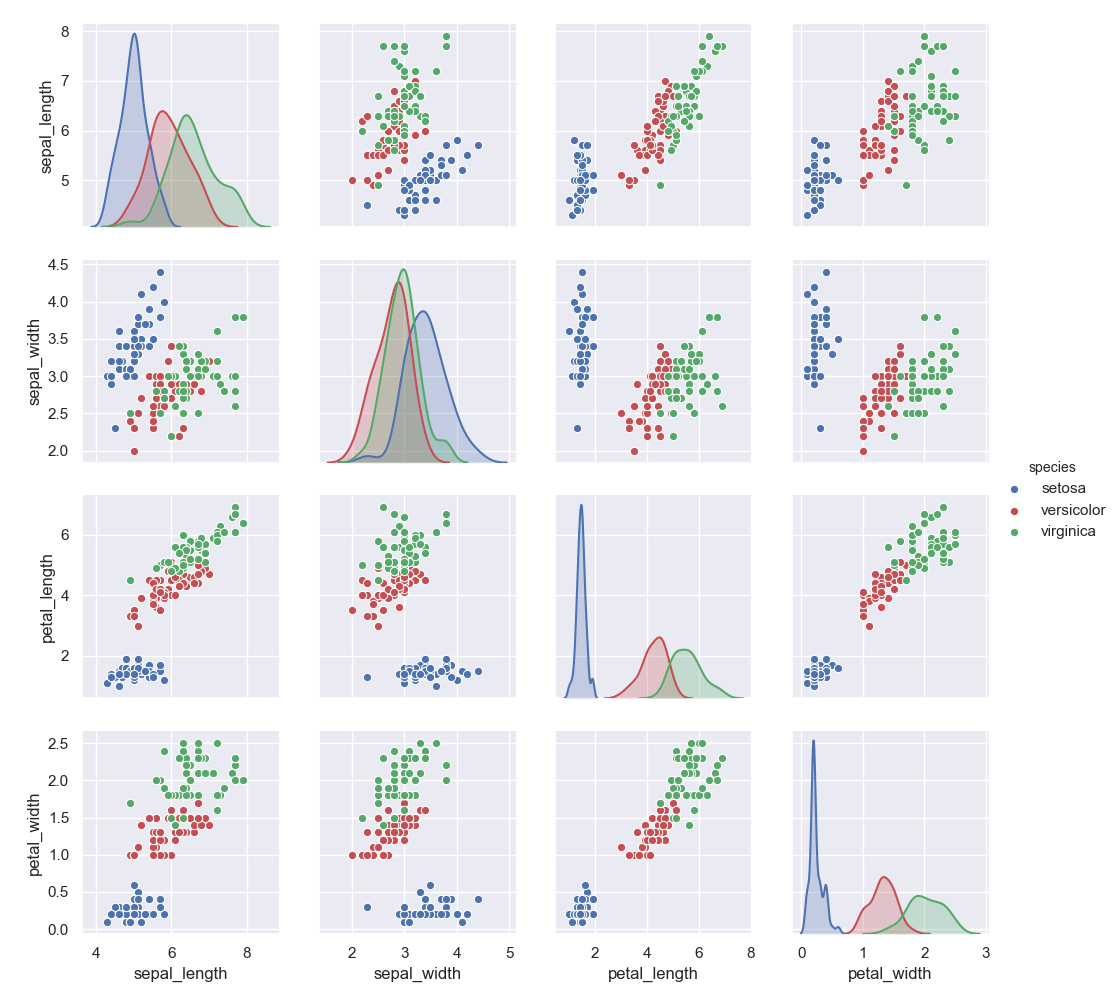 8
7
6
5
sepal_length
4.5
4.0
3.5
3.0
2.5
2.0
sepal_width
species
setosa
versicolor
virginica
6
4
2
petal_length
2.5
2.0
1.5
1.0
0.5
0.0
petal_width
4 6 8
sepal_length
2 3 4 5
sepal_width
2 4 6 8
petal_length
0 1 2 3
petal_width